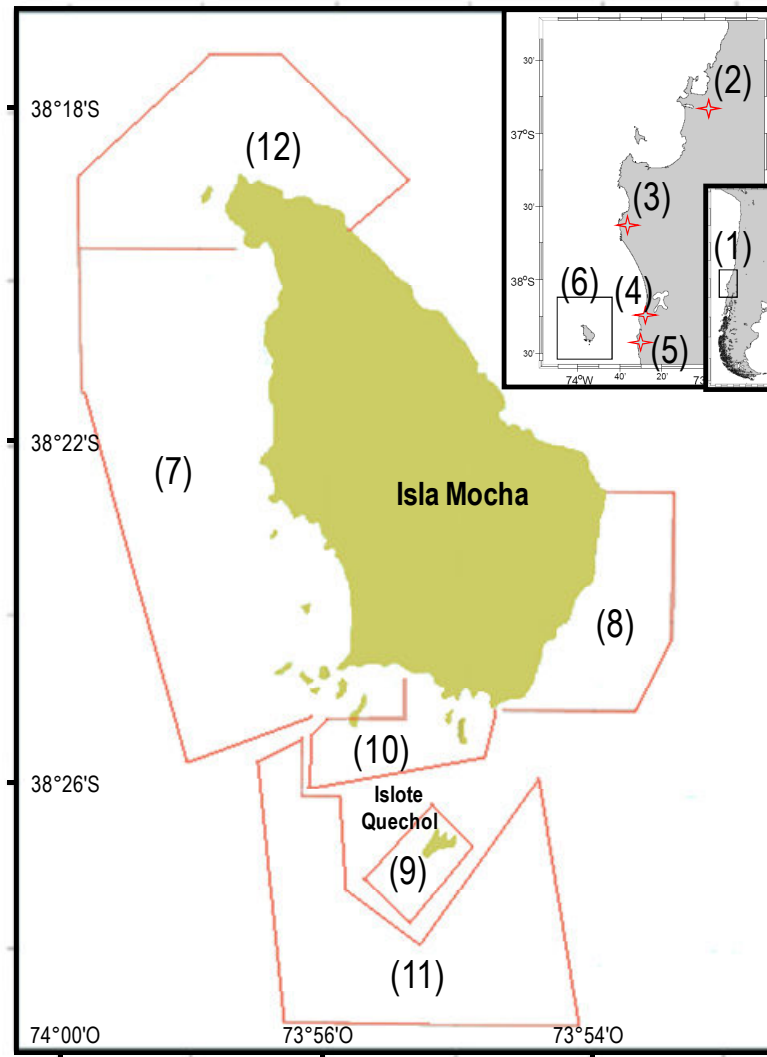 38°18'S
(12)
30'
(2)
37°S
30'
(3)
(1)
38°S
(6)
(4)
(5)
30'
74°W
40'
20'
73
38°22'S
(7)
Isla Mocha
(8)
(10)
38°26'S
Islote
Quechol
(9)
(11)
74°00'O
73°56'O
73°54'O